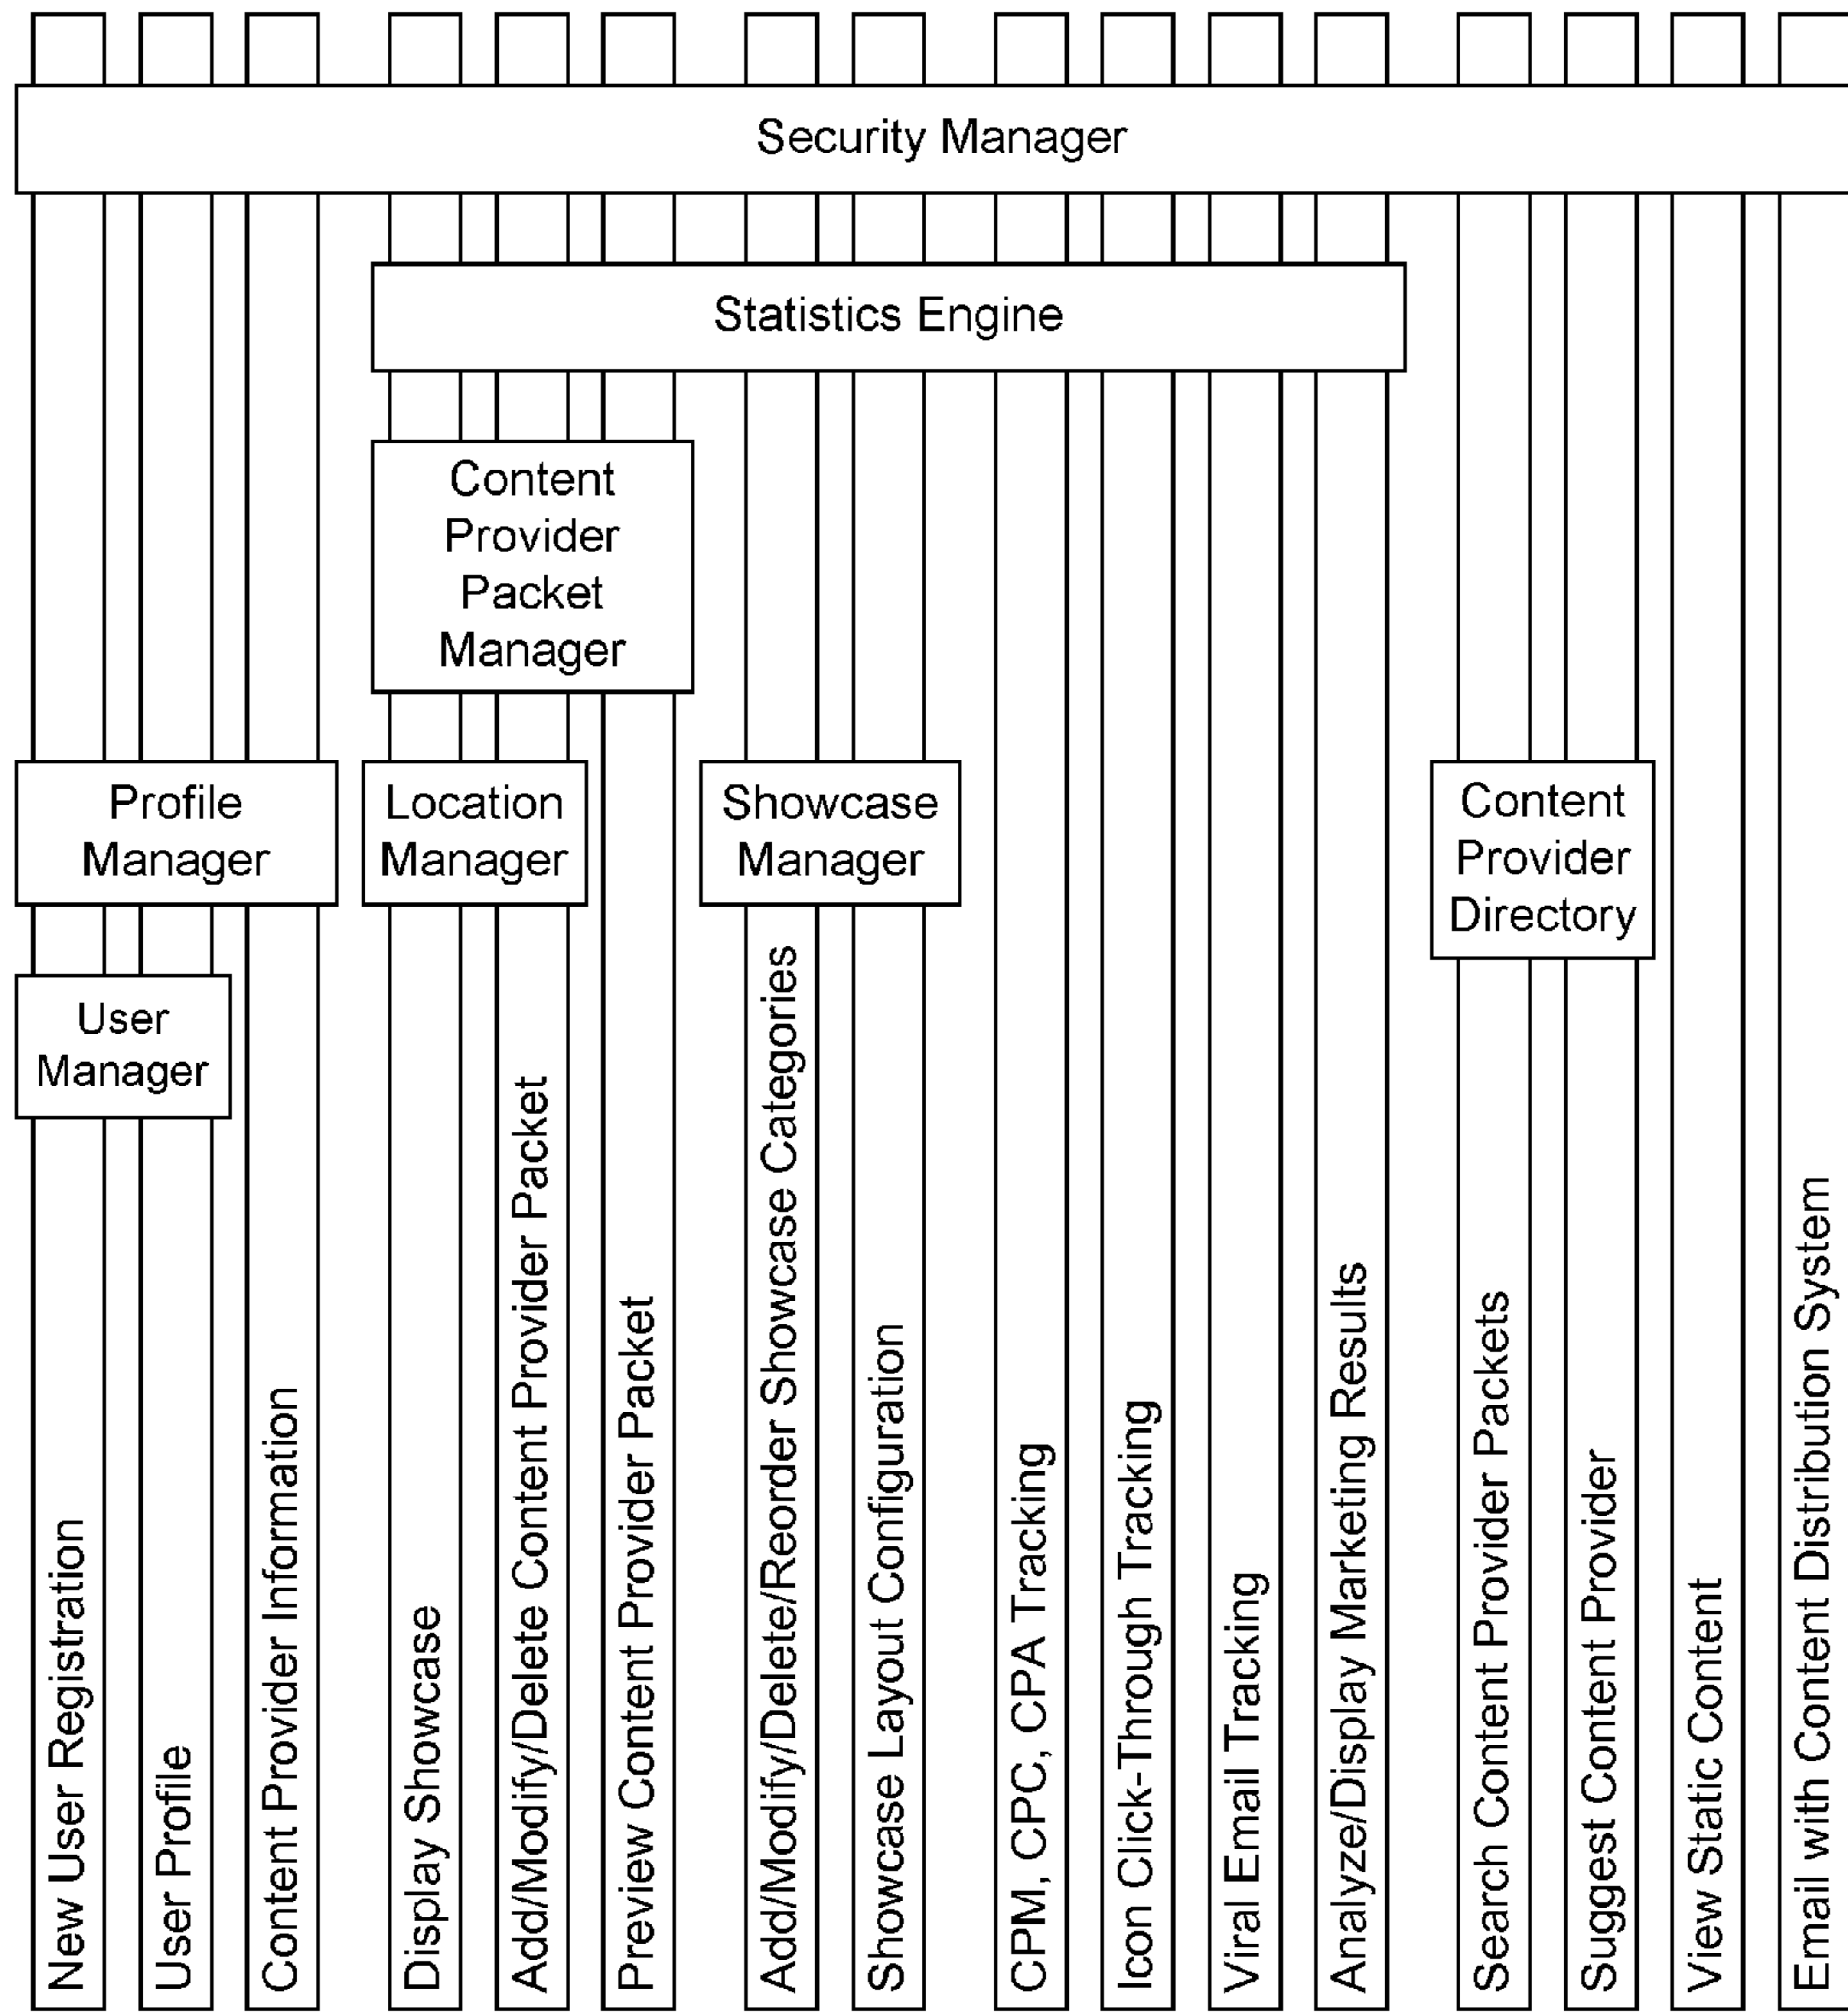 Security Manager
Statistics Engine
Content
Provider
Packet
Manager
Profile
Manager
Location
Manager
Showcase
Manager
Content
Provider
Directory
User
Manager
New User Registration
User Profile
Content Provider Information
Display Showcase
Add/Modify/Delete Content Provider Packet
Preview Content Provider Packet
Add/Modify/Delete/Reorder Showcase Categories
Showcase Layout Configuration
CPM, CPC, CPA Tracking
Icon Click-Through Tracking
Viral Email Tracking
Analyze/Display Marketing Results
Search Content Provider Packets
Suggest Content Provider
View Static Content
Email with Content Distribution System